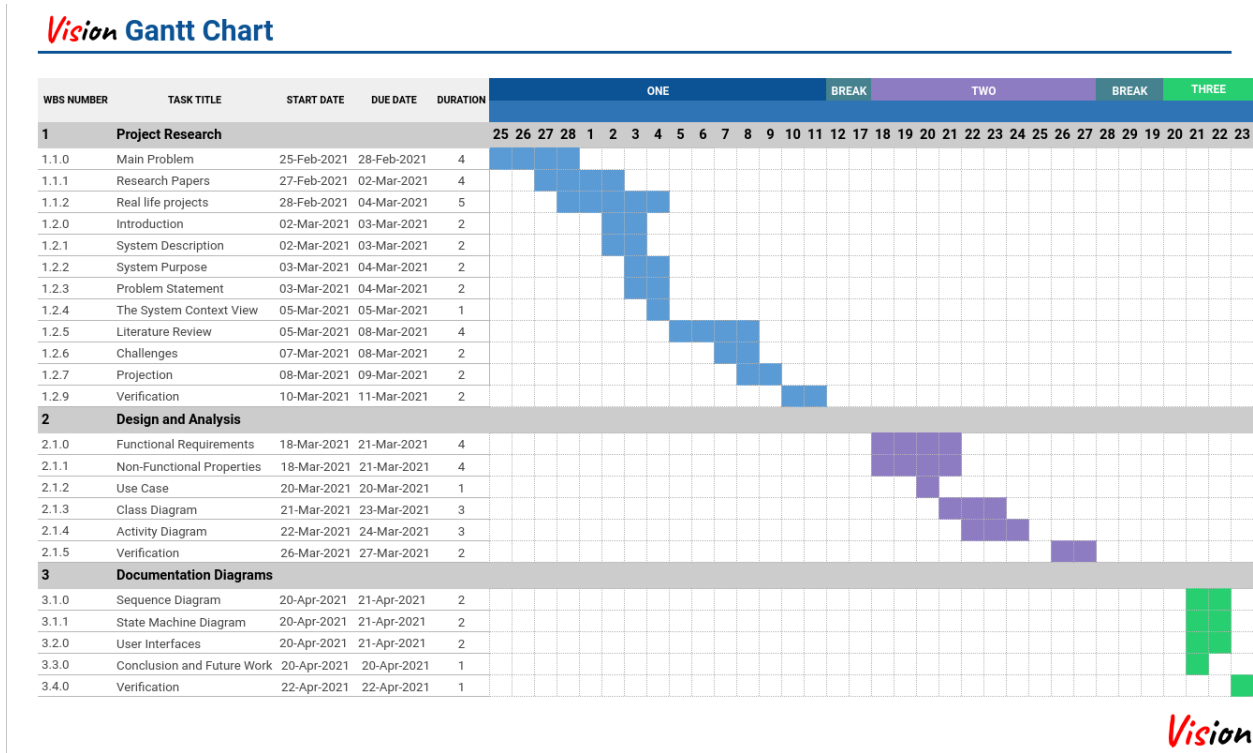 Vision Gantt Chart
WBS NUMBER TASK TITLE START DATE DUE DATE DURATION ONE BREAK TWO BREAK THREE
1 Project Research 25 26 27 28 1 2 3 4 5 6 7 8 9 10 11 12 17 18 19 20 21 22 23 24 25 26 27 28 29 19 20 21 22 23
1.1.0 Main Problem 25-Feb-2021 28-Feb-2021 4
1.1.1 Research Papers 27-Feb-2021 02-Mar-2021 4
1.1.2 Real life projects 28-Feb-2021 04-Mar-2021 5
1.2.0 Introduction 02-Mar-2021 03-Mar-2021 2
1.2.1 System Description 02-Mar-2021 03-Mar-2021 2
1.2.2 System Purpose 03-Mar-2021 04-Mar-2021 2
1.2.3 Problem Statement 03-Mar-2021 04-Mar-2021 2
1.2.4 The System Context View 05-Mar-2021 05-Mar-2021 1
1.2.5 Literature Review 05-Mar-2021 08-Mar-2021 4
1.2.6 Challenges 07-Mar-2021 08-Mar-2021 2
1.2.7 Projection 08-Mar-2021 09-Mar-2021 2
1.2.9 Verification 10-Mar-2021 11-Mar-2021 2
2 Design and Analysis
2.1.0 Functional Requirements 18-Mar-2021 21-Mar-2021 4
2.1.1 Non-Functional Properties 18-Mar-2021 21-Mar-2021 4
2.1.2 Use Case 20-Mar-2021 20-Mar-2021 1
2.1.3 Class Diagram 21-Mar-2021 23-Mar-2021 3
2.1.4 Activity Diagram 22-Mar-2021 24-Mar-2021 3
2.1.5 Verification 26-Mar-2021 27-Mar-2021 2
3 Documentation Diagrams
3.1.0 Sequence Diagram 20-Apr-2021 21-Apr-2021 2
3.1.1 State Machine Diagram 20-Apr-2021 21-Apr-2021 2
3.2.0 User Interfaces 20-Apr-2021 21-Apr-2021 2
3.3.0 Conclusion and Future Work 20-Apr-2021 20-Apr-2021 1
3.4.0 Verification 22-Apr-2021 22-Apr-2021 1
Vision